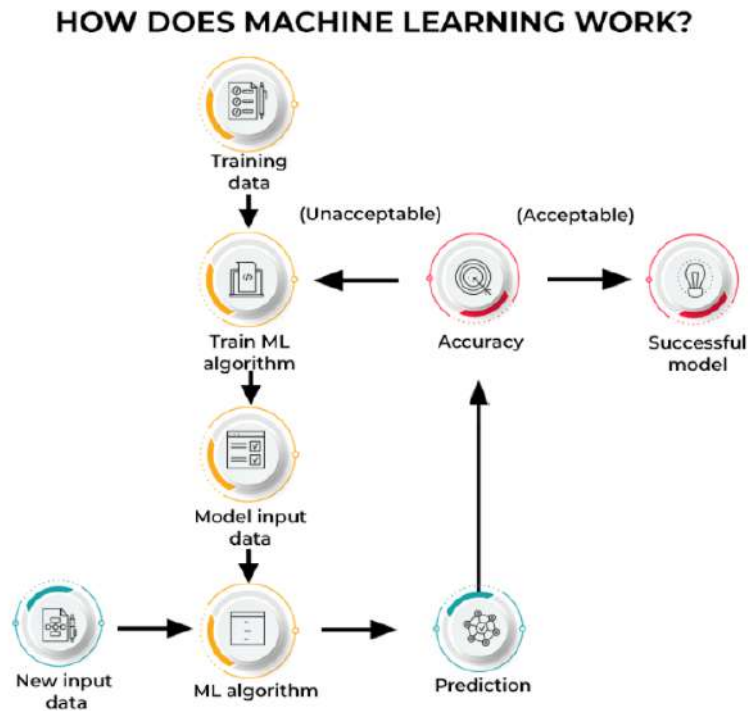 HOW DOES MACHINE LEARNING WORK?
Training
data
(Unacceptable)
(Acceptable)
Train ML
algorithm
Accuracy
Successful
model
Model input
data
New input
data
ML algorithm
Prediction